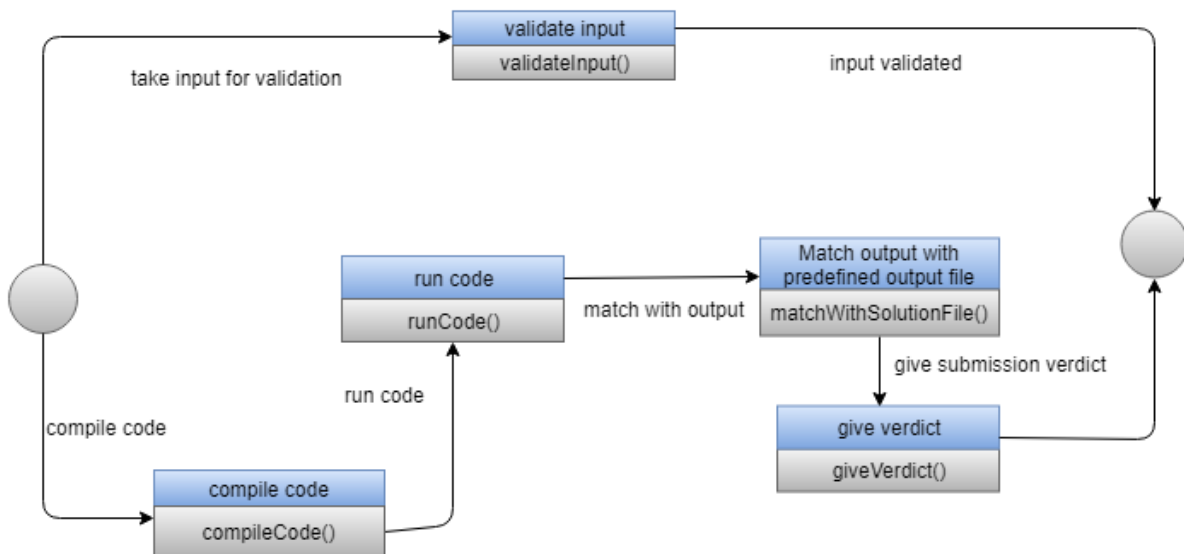 validate input
validateInput()
take input for validation
input validated
Match output with
predefined output file
matchWithSolutionFile()
run code
runCode()
match with output
give submission verdict
run code
compile code
give verdict
giveVerdict()
compile code
compileCode()